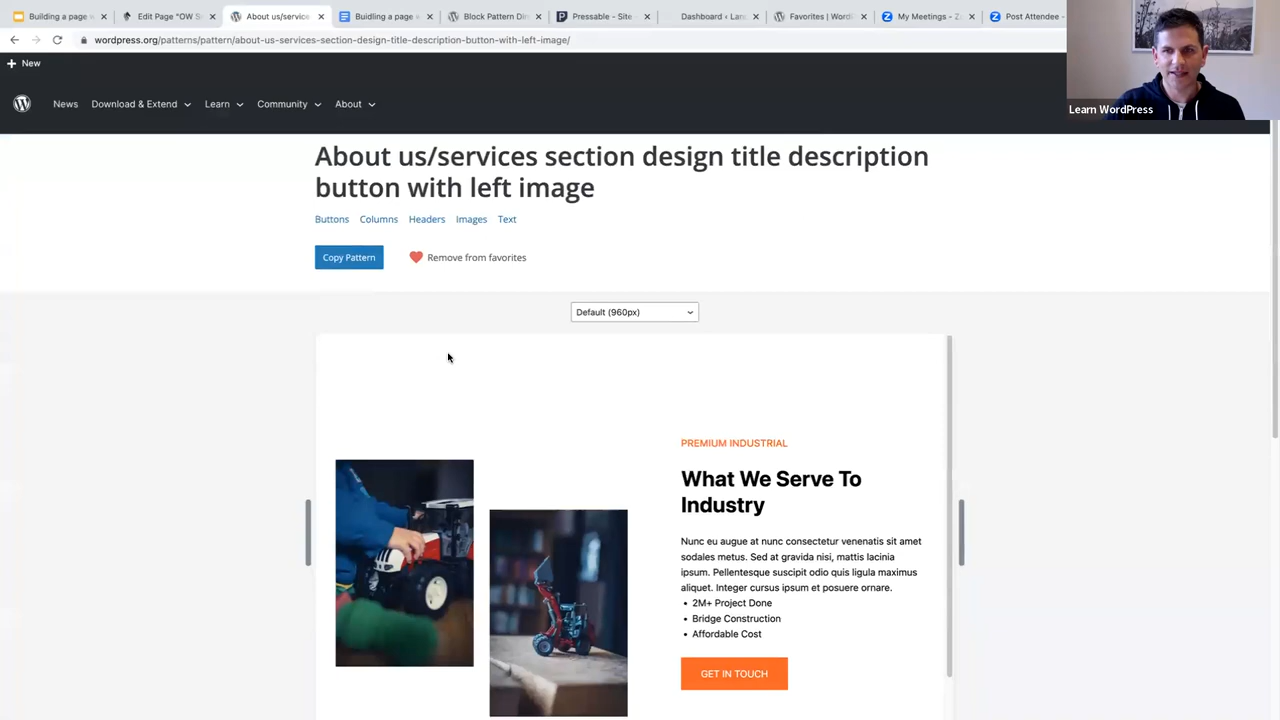 Building a page w
Edit Page "OW S
About us/service
Buidling a page w
Block Pattern Dir
Pressable - Site
Dashboard ‹ Lan
Favorites | Word
My Meetings - Z
Post Attendee -
wordpress.org/patterns/pattern/about-us-services-section-design-title-description-button-with-left-image/
New
News Download & Extend Learn Community About
Learn WordPress
About us/services section design title description
button with left image
Buttons Columns Headers Images Text
Copy Pattern
Remove from favorites
Default (960px)
PREMIUM INDUSTRIAL
What We Serve To
Industry
Nunc eu augue at nunc consectetur venenatis sit amet
sodales metus. Sed at gravida nisi, mattis lacinia
ipsum. Pellentesque suscipit odio quis ligula maximus
aliquet. Integer cursus ipsum et posuere ornare.
• 2M+ Project Done
• Bridge Construction
• Affordable Cost
GET IN TOUCH